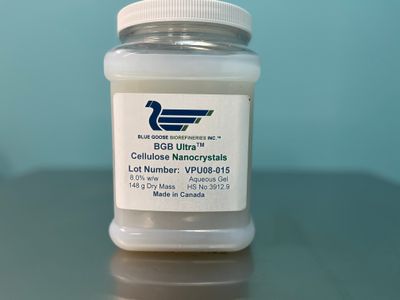 BLUE GOOSE BIOREFINERIES INC.™
BGB Ultra™
Cellulose Nanocrystals
Lot Number: VPU08-015
8.0% w/w Aqueous Gel
148 g Dry Mass HS No:3912.9
Made in Canada